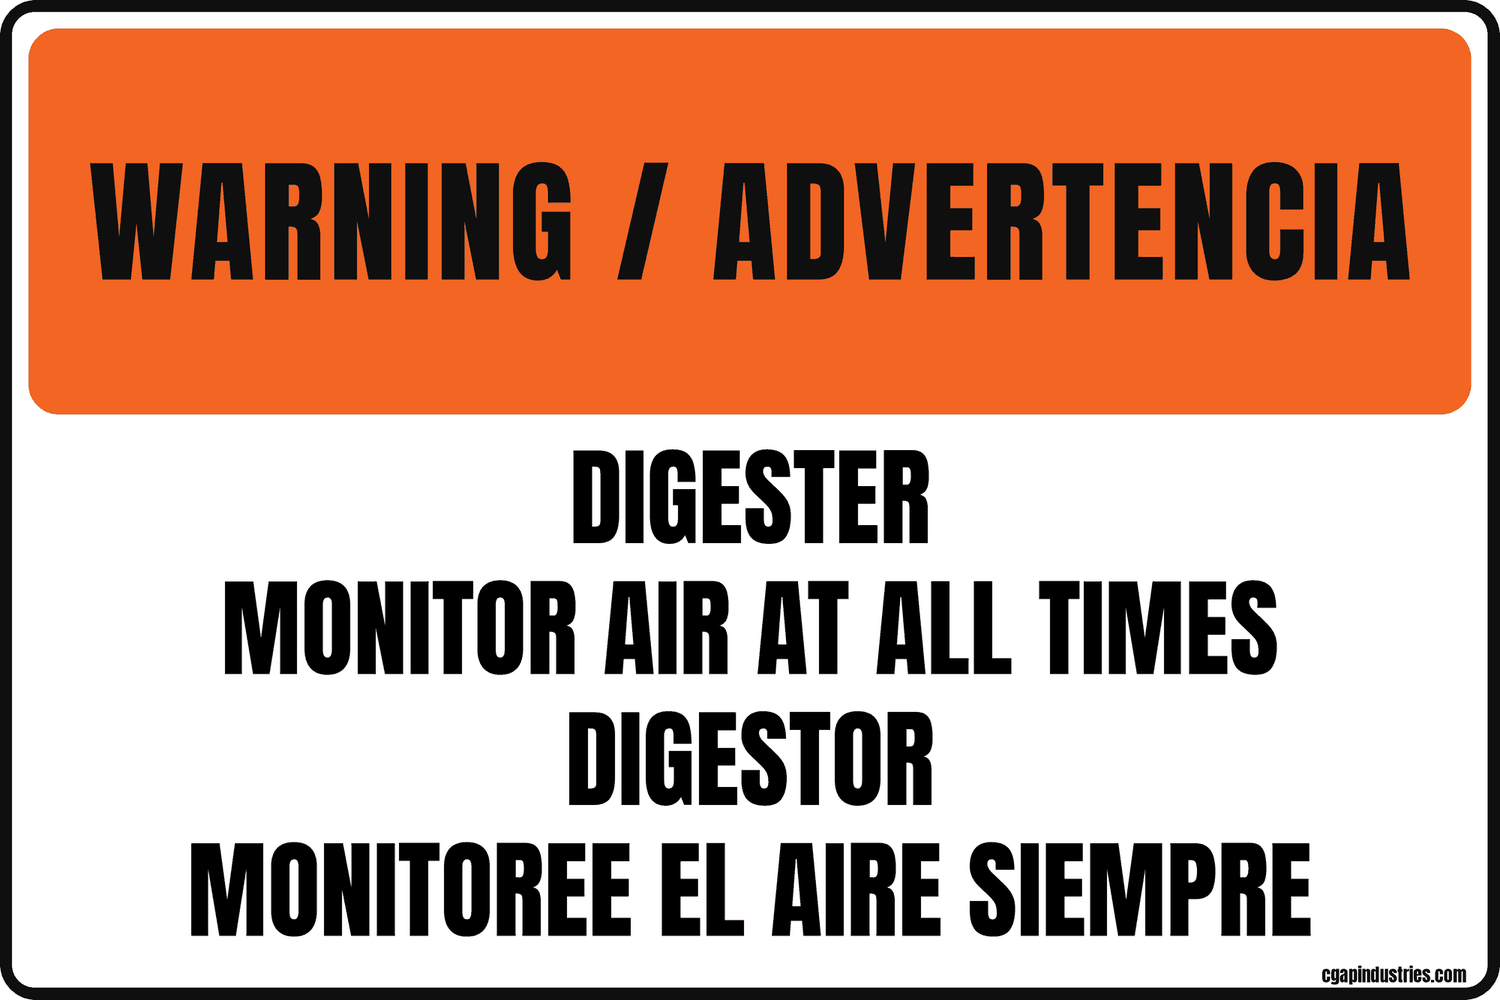 WARNING / ADVERTENCIA
DIGESTER
MONITOR AIR AT ALL TIMES
DIGESTOR
MONITOREE EL AIRE SIEMPRE
cgapindustries.com